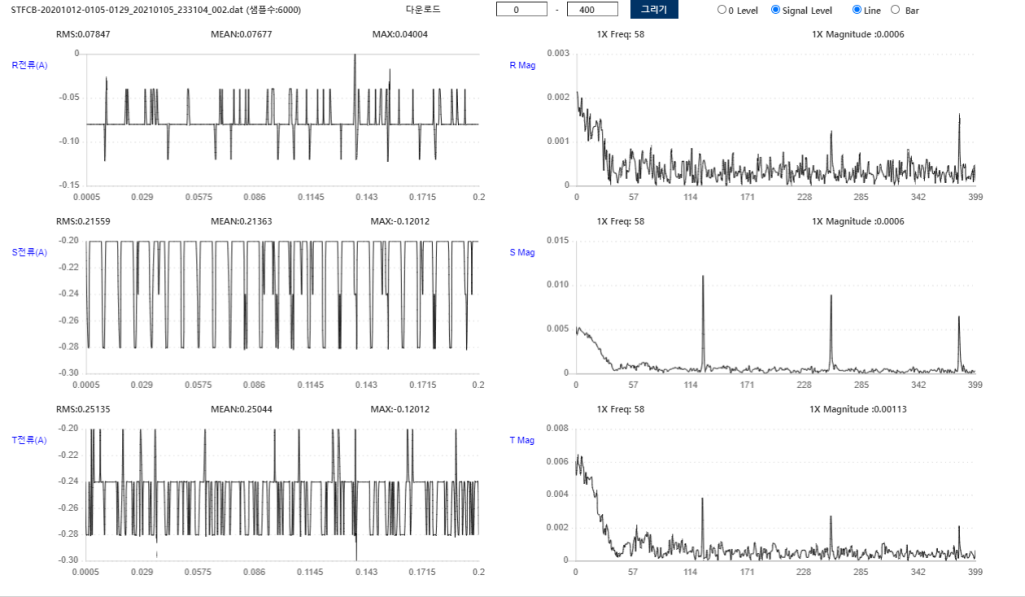 STFCB-20201012-0105-0129_20210105_233104_002.dat (샘플수:6000) 다운로드 0 - 400 그리기 0 Level Signal Level Line Bar
RMS:0.07847 MEAN:0.07677 MAX:0.04004
R전류(A)
0
-0.05
-0.10
-0.15
0.0005 0.029 0.0575 0.086 0.1145 0.143 0.1715 0.2
1X Freq: 58 1X Magnitude :0.0006
R Mag
0.003
0.002
0.001
0
0 57 114 171 228 285 342 399
RMS:0.21559 MEAN:0.21363 MAX:-0.12012
S전류(A)
-0.20
-0.22
-0.24
-0.26
-0.28
-0.30
0.0005 0.029 0.0575 0.086 0.1145 0.143 0.1715 0.2
1X Freq: 58 1X Magnitude :0.0006
S Mag
0.015
0.010
0.005
0
0 57 114 171 228 285 342 399
RMS:0.25135 MEAN:0.25044 MAX:-0.12012
T전류(A)
-0.20
-0.22
-0.24
-0.26
-0.28
-0.30
0.0005 0.029 0.0575 0.086 0.1145 0.143 0.1715 0.2
1X Freq: 58 1X Magnitude :0.00113
T Mag
0.008
0.006
0.004
0.002
0
0 57 114 171 228 285 342 399